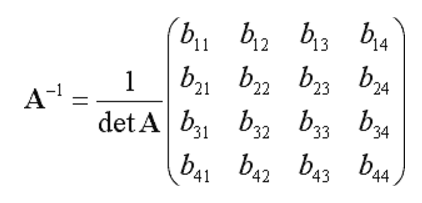 b₁₁ b₁₂ b₁₃ b₁₄
b₂₁ b₂₂ b₂₃ b₂₄
A⁻¹ = 1 / det A
b₃₁ b₃₂ b₃₃ b₃₄
b₄₁ b₄₂ b₄₃ b₄₄